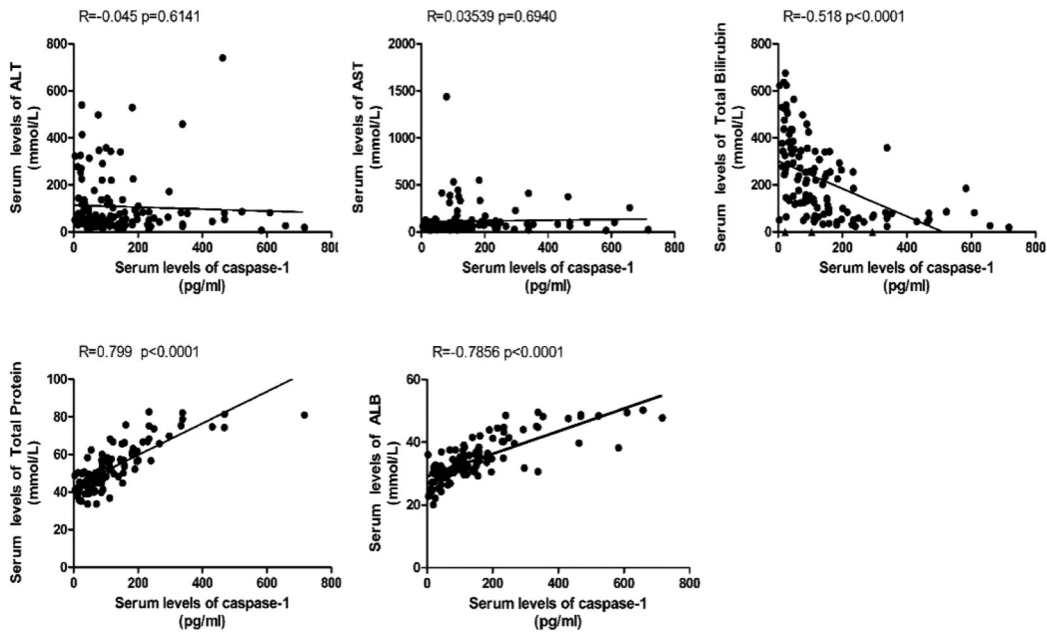 R=-0.045 p=0.6141
Serum levels of ALT
(mmol/L)
800
600
400
200
0
0 200 400 600 800
Serum levels of caspase-1
(pg/ml)
R=0.03539 p=0.6940
Serum levels of AST
(mmol/L)
2000
1500
1000
500
0
0 200 400 600 800
Serum levels of caspase-1
(pg/ml)
R=-0.518 p<0.0001
Serum levels of Total Bilirubin
(mmol/L)
800
600
400
200
0
0 200 400 600 800
Serum levels of caspase-1
(pg/ml)
R=0.799 p<0.0001
Serum levels of Total Protein
(mmol/L)
100
80
60
40
20
0
0 200 400 600 800
Serum levels of caspase-1
(pg/ml)
R=-0.7856 p<0.0001
Serum levels of ALB
(mmol/L)
60
40
20
0
0 200 400 600 800
Serum levels of caspase-1
(pg/ml)